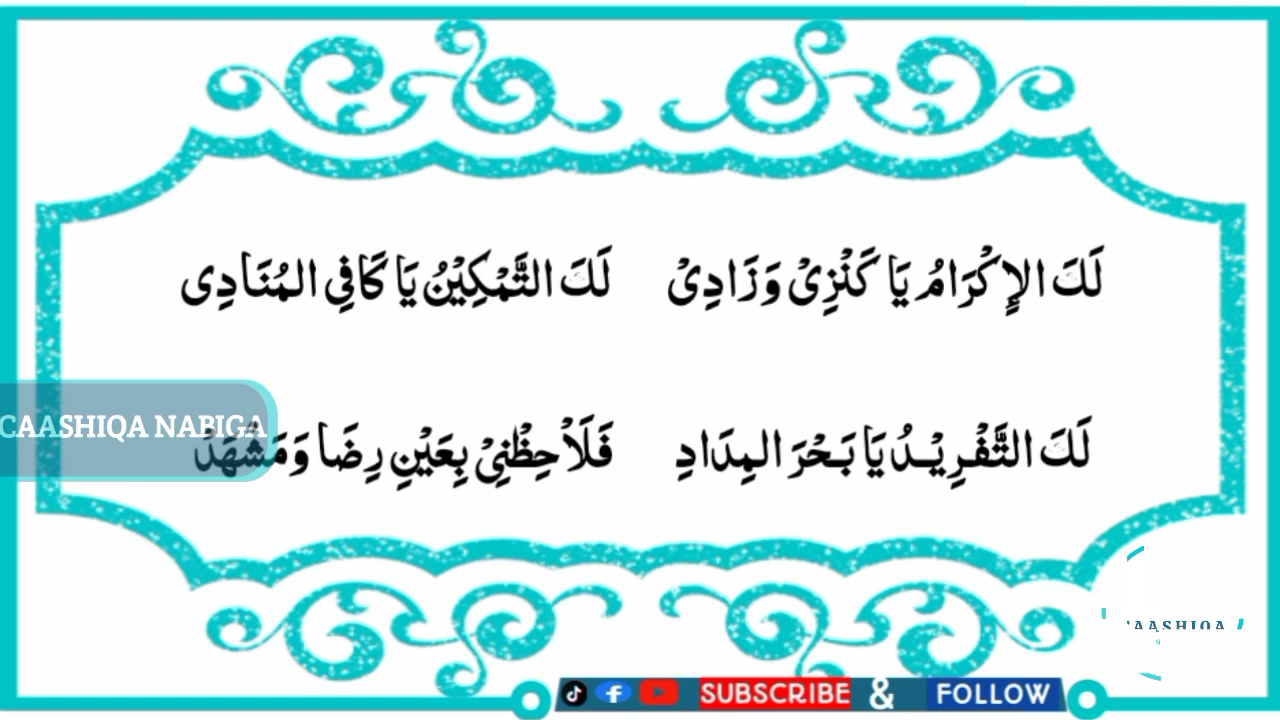 لَكَ الإِكْرَامُ يَا كَنْزِيْ وَزَادِيْ لَكَ التَّمْكِيْنُ يَا كَافِي المُنَادِى
لَكَ التَّفْرِيْدُ يَا بَحْرَ المِدَادِ فَلَاحِظْنِيْ بِعَيْنِ رِضَا وَمَشْهَدْ
CAASHIQA NABIGA
SUBSCRIBE & FOLLOW